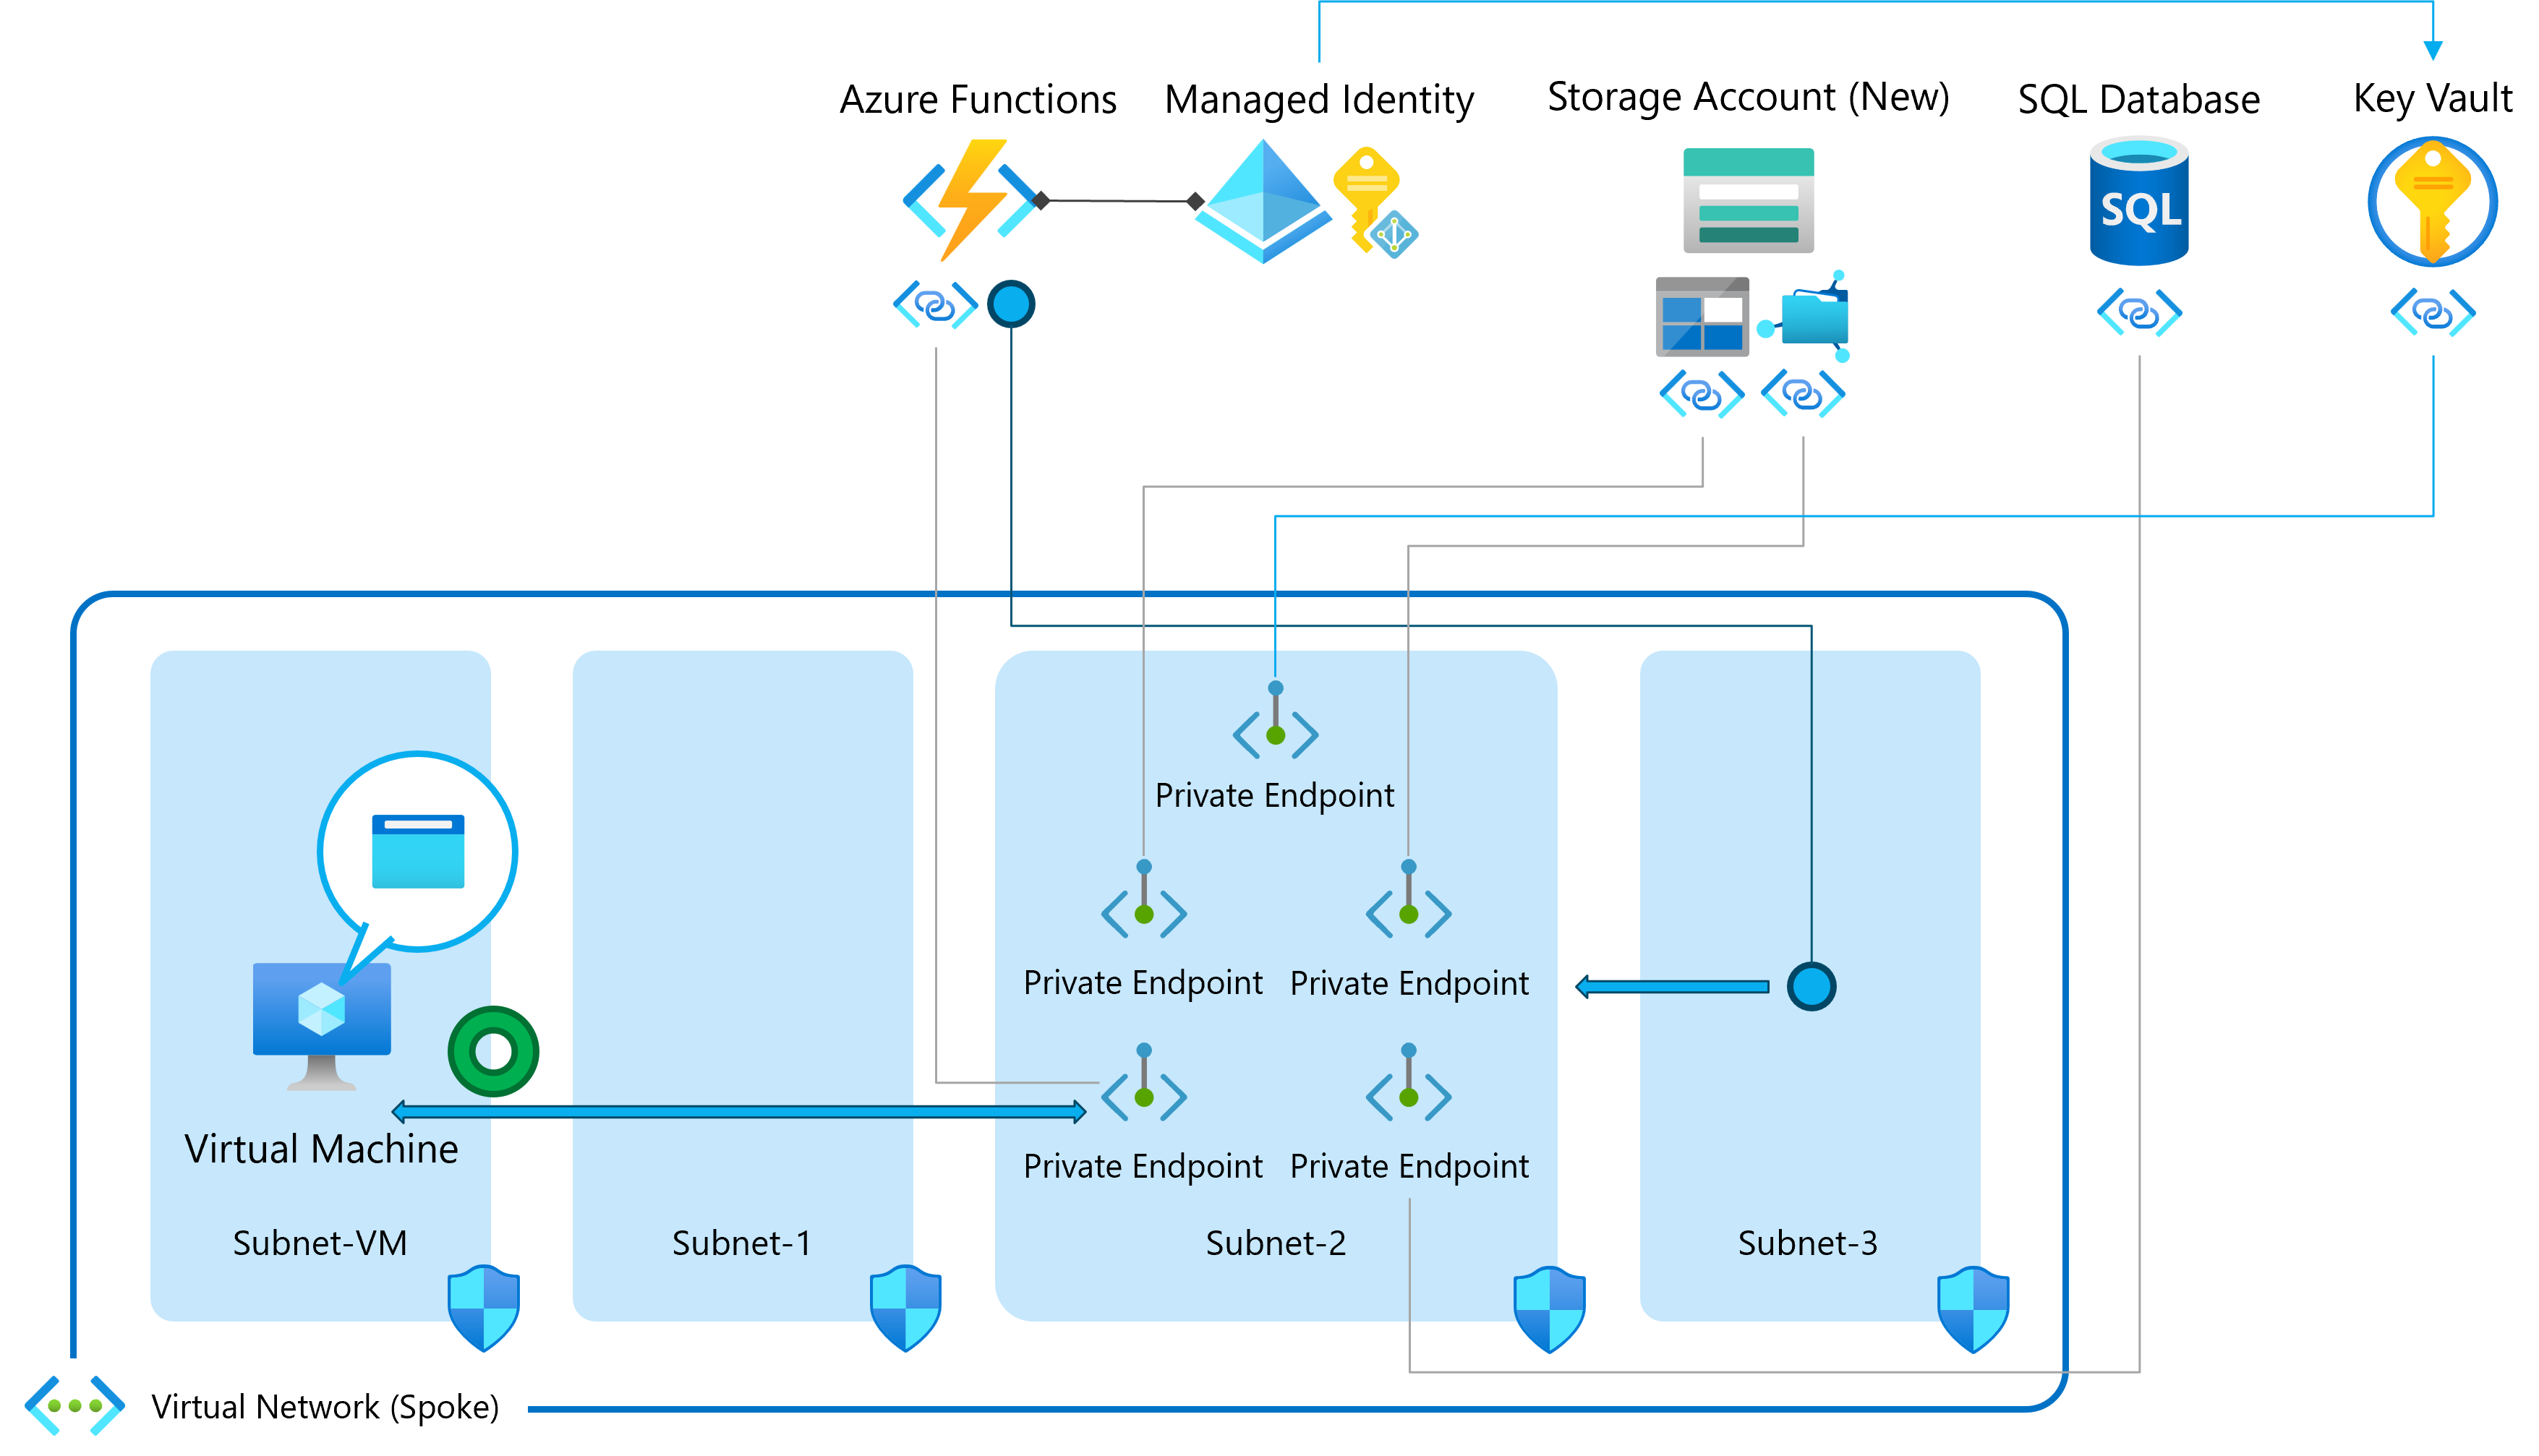 Azure Functions
Managed Identity
Storage Account (New)
SQL Database
Key Vault
SQL
Private Endpoint
Private Endpoint
Private Endpoint
Virtual Machine
Private Endpoint
Private Endpoint
Subnet-VM
Subnet-1
Subnet-2
Subnet-3
Virtual Network (Spoke)